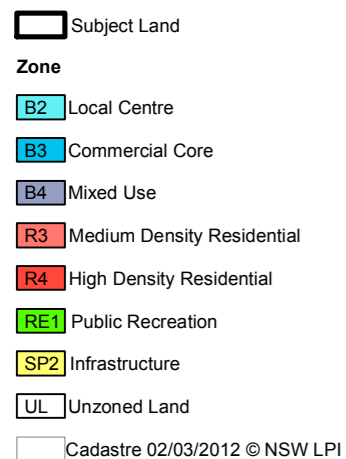 Subject Land
Zone
B2 Local Centre
B3 Commercial Core
B4 Mixed Use
R3 Medium Density Residential
R4 High Density Residential
RE1 Public Recreation
SP2 Infrastructure
UL Unzoned Land
Cadastre 02/03/2012 © NSW LPI